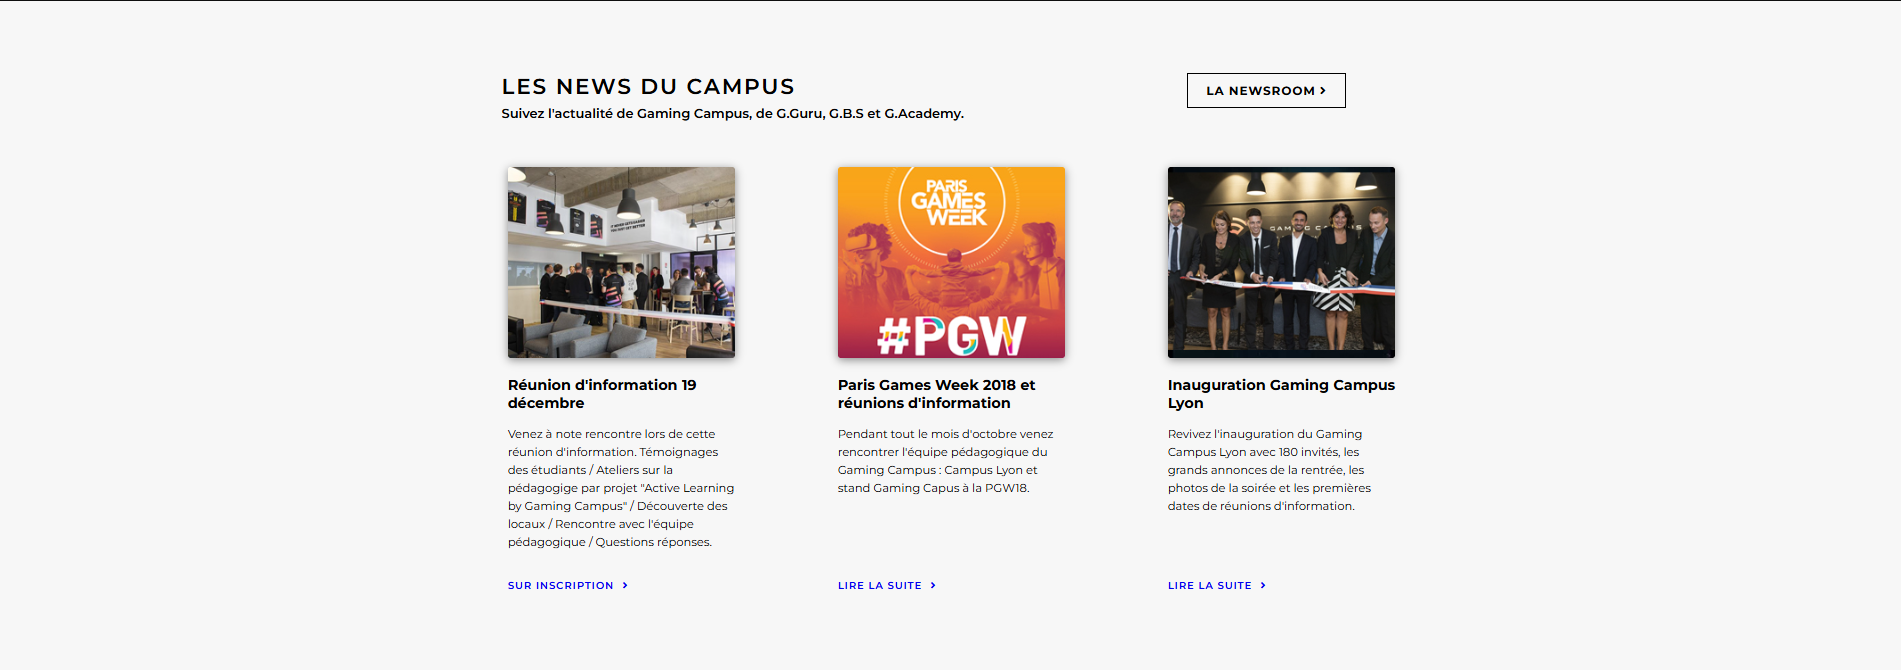 LES NEWS DU CAMPUS
LA NEWSROOM
Suivez l'actualité de Gaming Campus, de G.Guru, G.B.S et G.Academy.
PARIS
GAMES
WEEK
#PGW
GAMING CAMPUS
Réunion d'information 19
décembre
Venez à note rencontre lors de cette
réunion d'information. Témoignages
des étudiants / Ateliers sur la
pédagogige par projet "Active Learning
by Gaming Campus" / Découverte des
locaux / Rencontre avec l'équipe
pédagogique / Questions réponses.
SUR INSCRIPTION
Paris Games Week 2018 et
réunions d'information
Pendant tout le mois d'octobre venez
rencontrer l'équipe pédagogique du
Gaming Campus : Campus Lyon et
stand Gaming Capus à la PGW18.
LIRE LA SUITE
Inauguration Gaming Campus
Lyon
Revivez l'inauguration du Gaming
Campus Lyon avec 180 invités, les
grands annonces de la rentrée, les
photos de la soirée et les premières
dates de réunions d'information.
LIRE LA SUITE